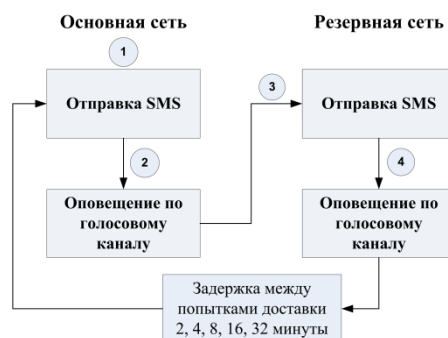 Основная сеть
Резервная сеть
1
Отправка SMS
3
Отправка SMS
2
4
Оповещение по
голосовому
каналу
Оповещение по
голосовому
каналу
Задержка между
попытками доставки
2, 4, 8, 16, 32 минуты